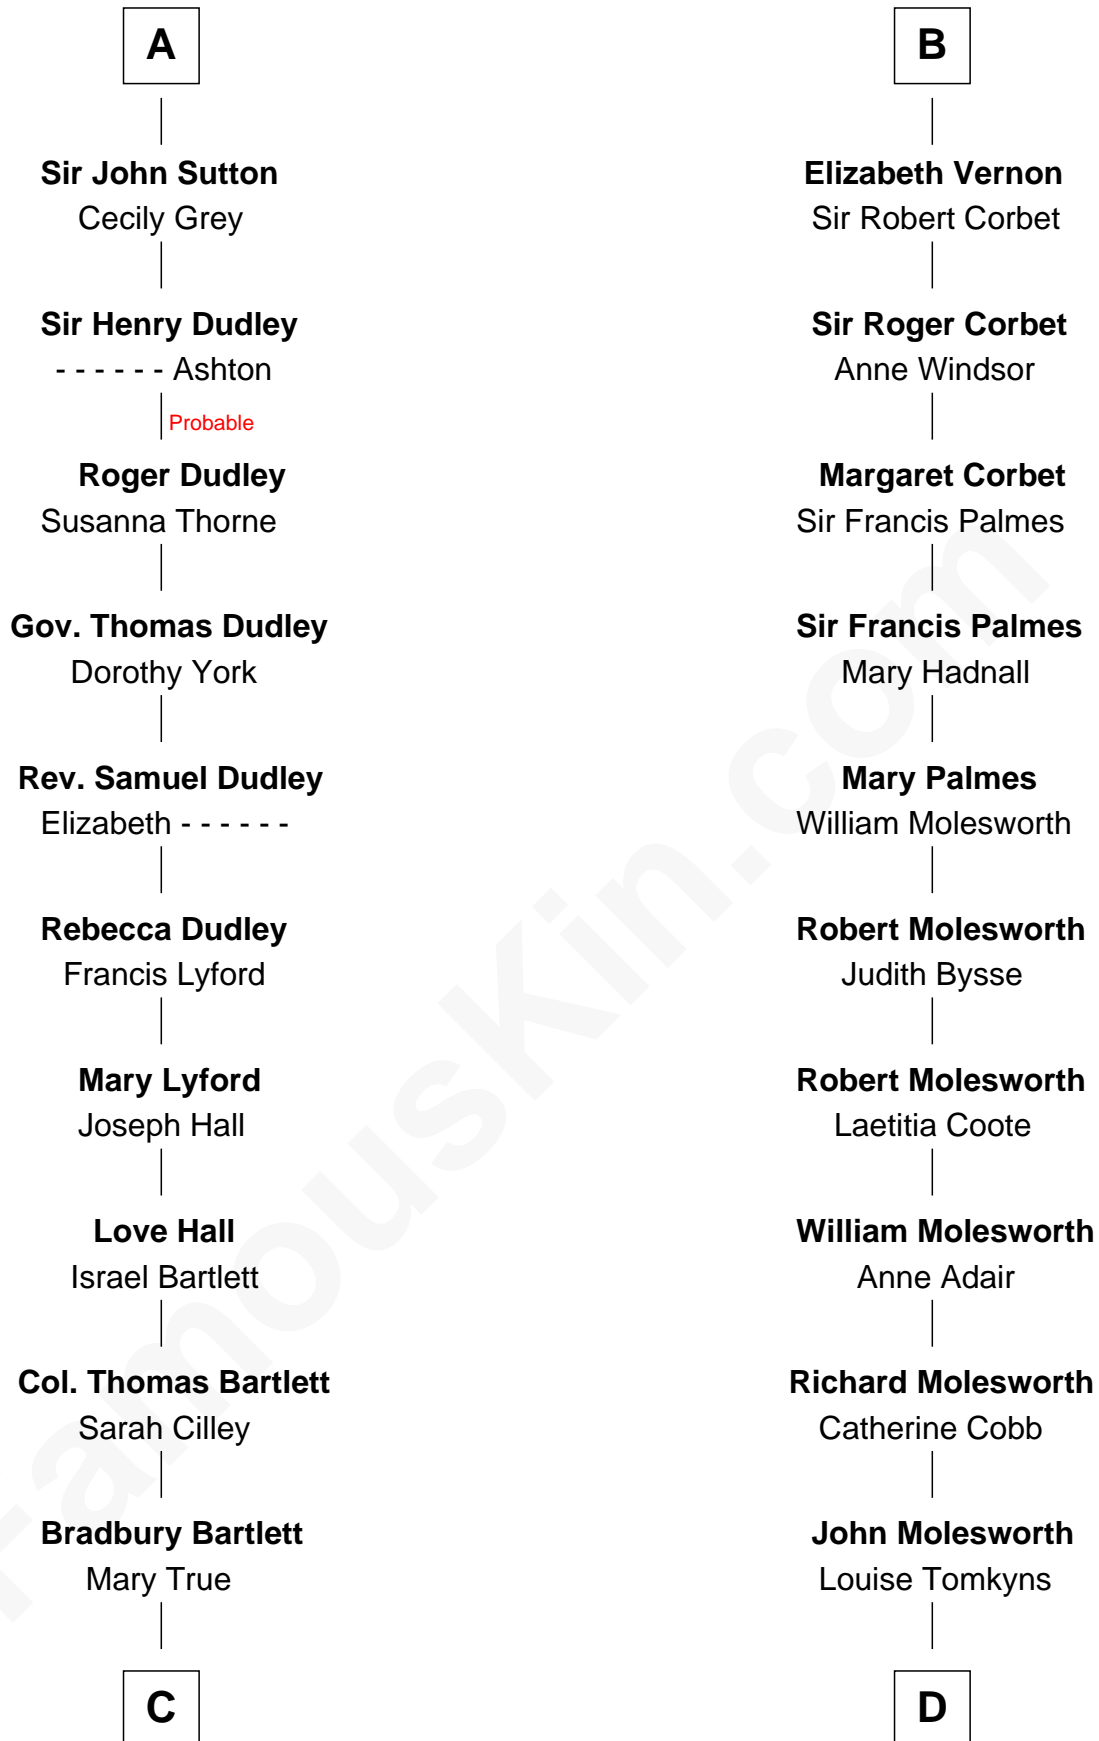 A
Sir John Sutton
Cecily Grey
Sir Henry Dudley
- - - - - - Ashton
Probable
Roger Dudley
Susanna Thorne
Gov. Thomas Dudley
Dorothy York
Rev. Samuel Dudley
Elizabeth - - - - - -
Rebecca Dudley
Francis Lyford
Mary Lyford
Joseph Hall
Love Hall
Israel Bartlett
Col. Thomas Bartlett
Sarah Cilley
Bradbury Bartlett
Mary True
C
B
Elizabeth Vernon
Sir Robert Corbet
Sir Roger Corbet
Anne Windsor
Margaret Corbet
Sir Francis Palmes
Sir Francis Palmes
Mary Hadnall
Mary Palmes
William Molesworth
Robert Molesworth
Judith Bysse
Robert Molesworth
Laetitia Coote
William Molesworth
Anne Adair
Richard Molesworth
Catherine Cobb
John Molesworth
Louise Tomkyns
D
FamousKin.com